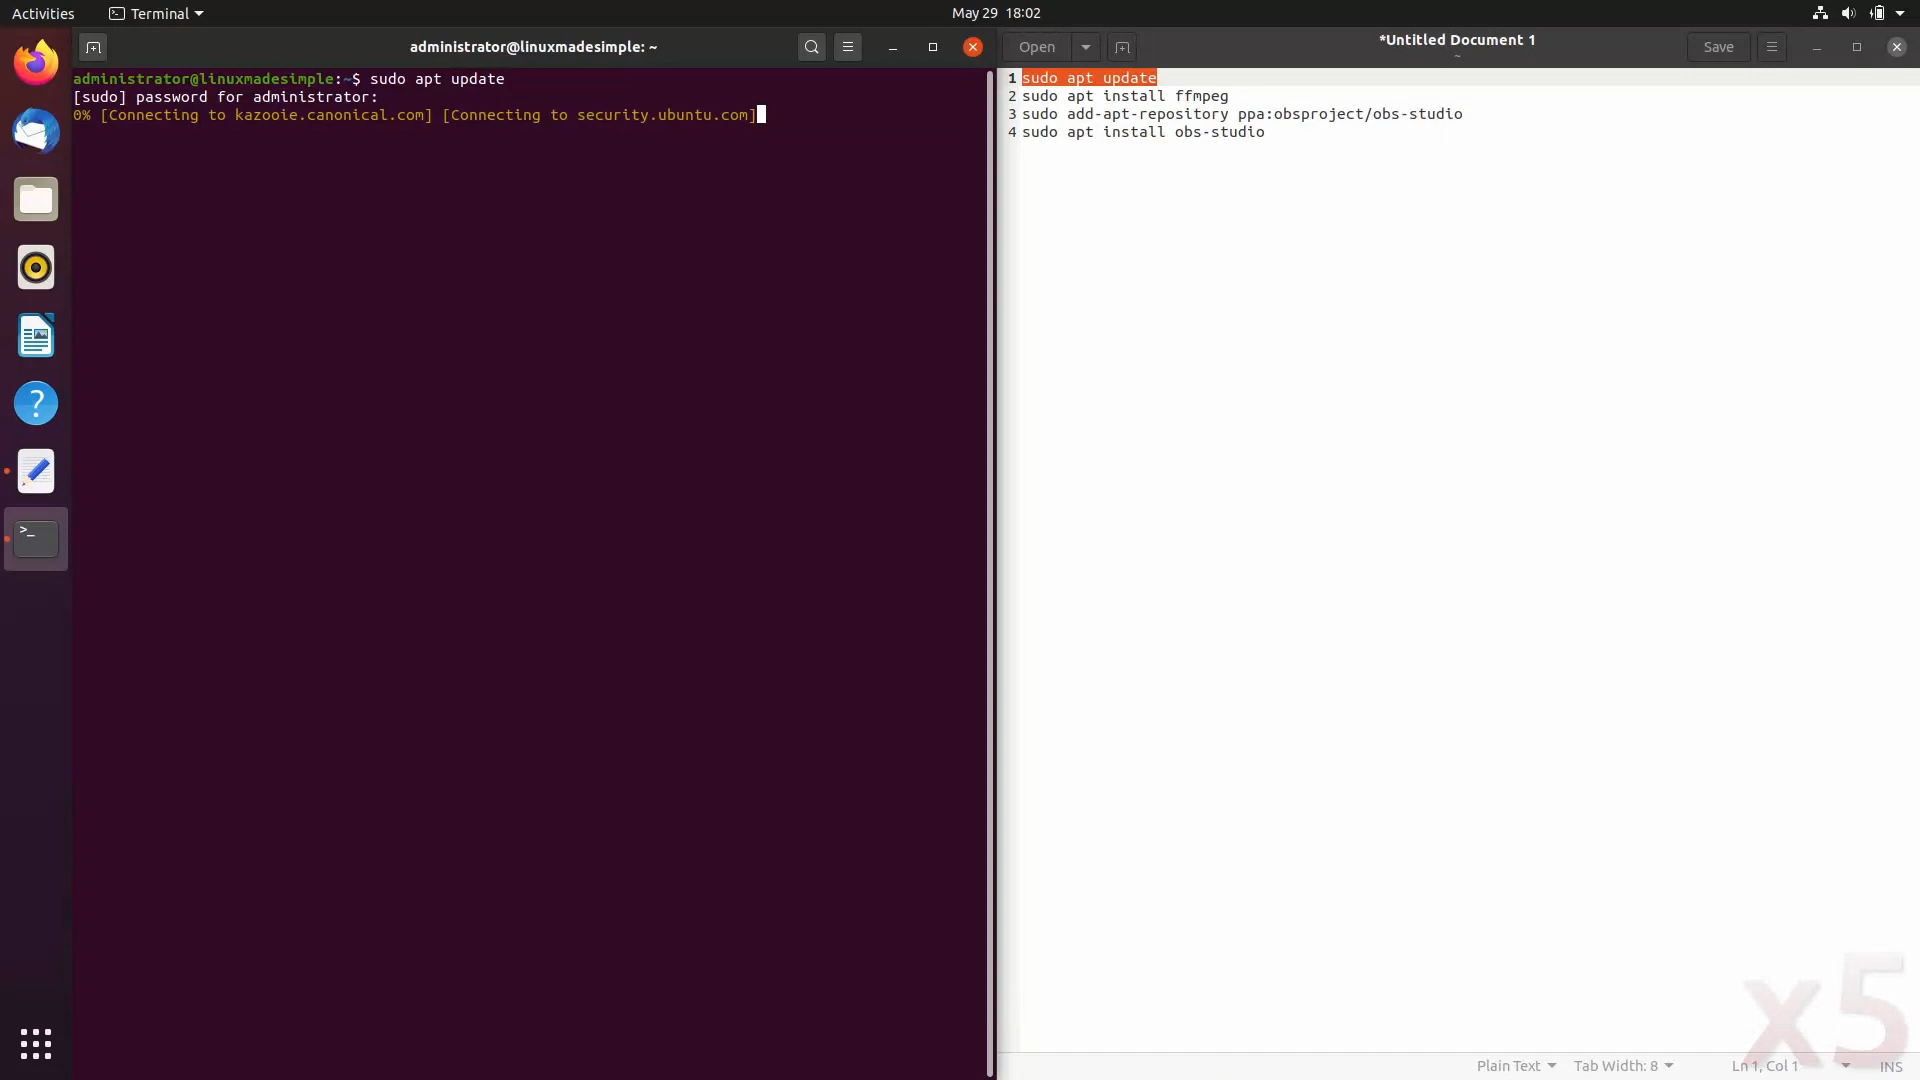 Activities
Terminal
May 29 18:02
administrator@linuxmadesimple: ~
administrator@linuxmadesimple:~$ sudo apt update
[sudo] password for administrator:
0% [Connecting to kazooie.canonical.com] [Connecting to security.ubuntu.com]
Open
*Untitled Document 1
~
Save
1 sudo apt update
2 sudo apt install ffmpeg
3 sudo add-apt-repository ppa:obsproject/obs-studio
4 sudo apt install obs-studio
>_
?
x5
Plain Text
Tab Width: 8
Ln 1, Col 1
INS